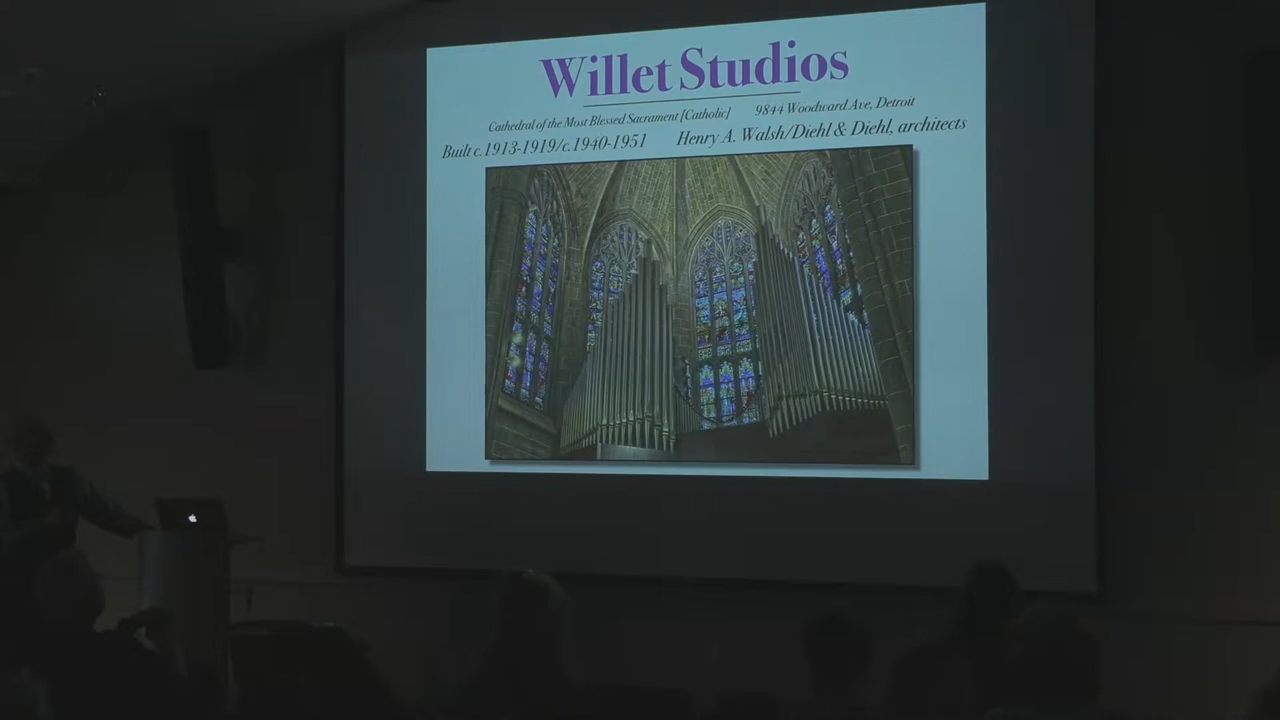 Willet Studios
Cathedral of the Most Blessed Sacrament [Catholic] 9844 Woodward Ave, Detroit
Built c.1913-1919/c.1940-1951 Henry A. Walsh/Diehl & Diehl, architects